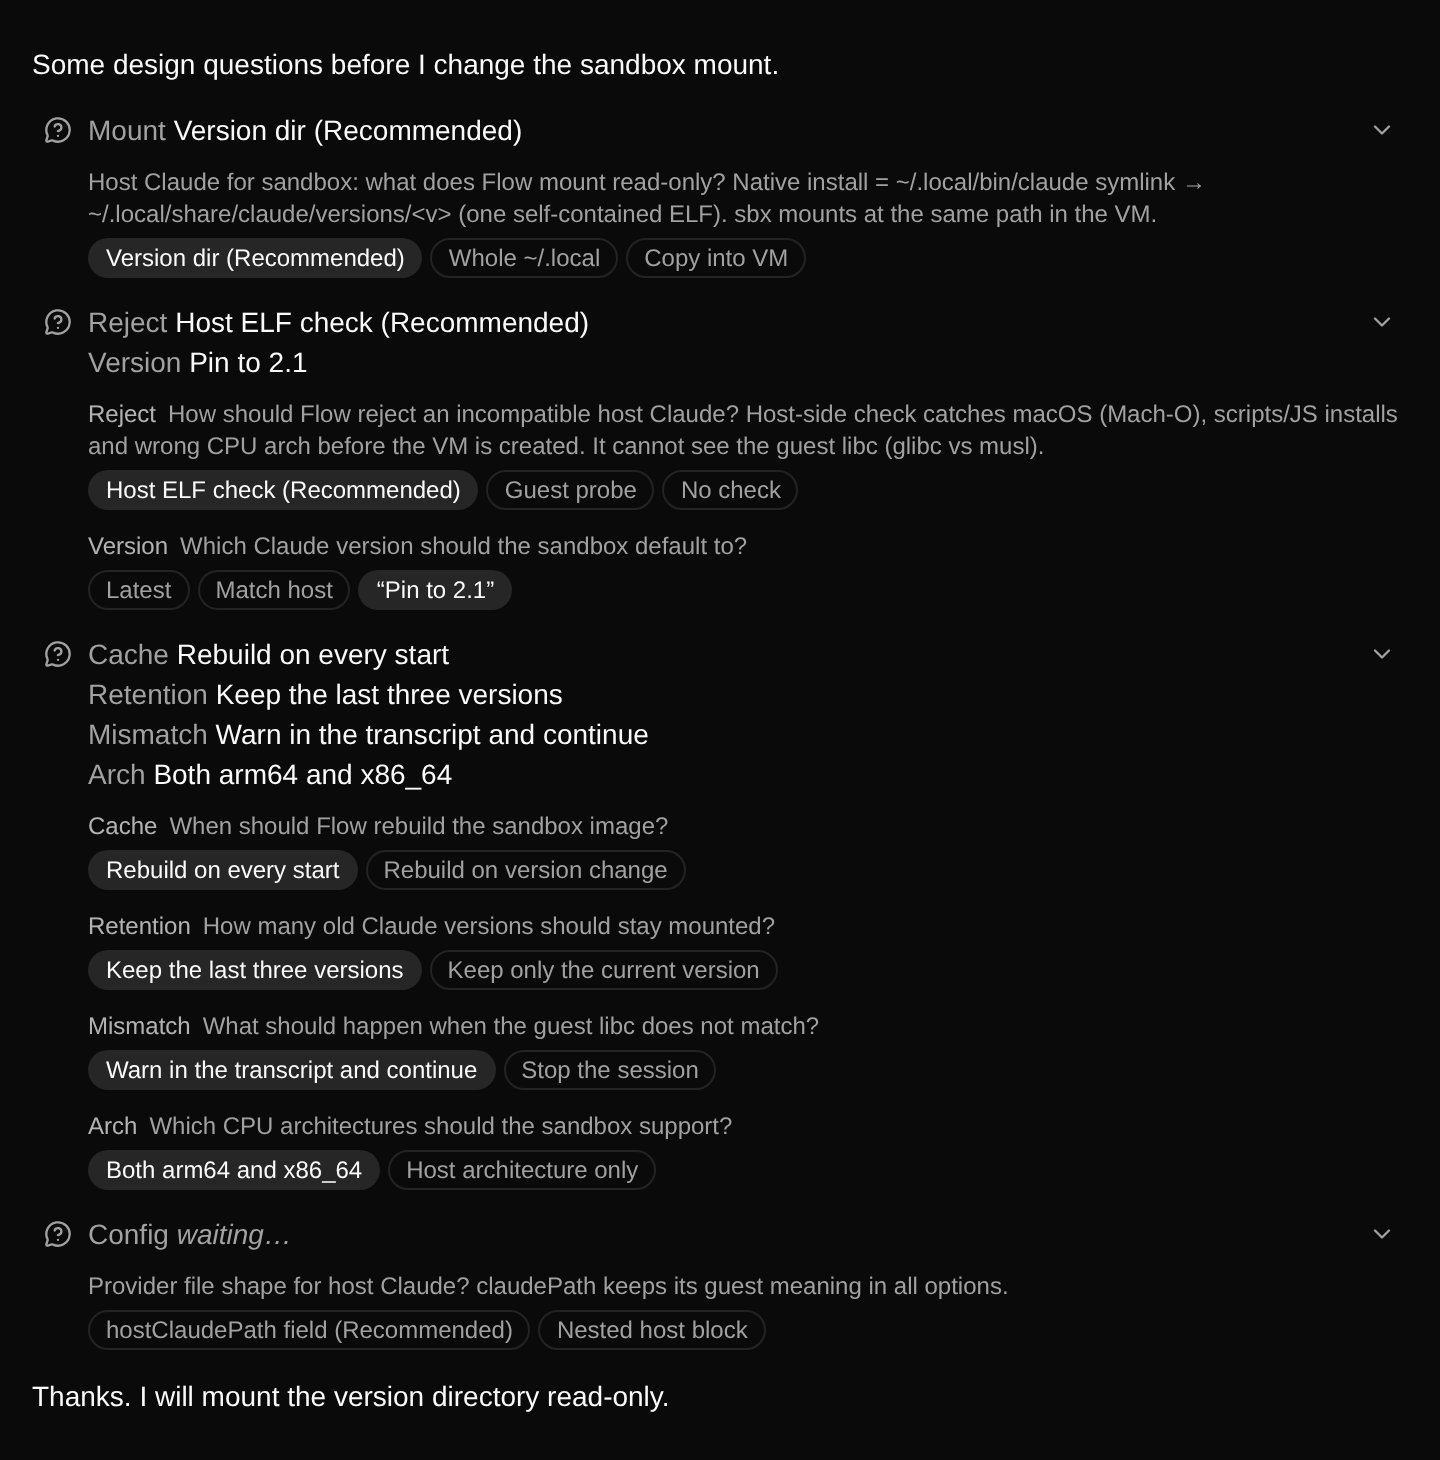 Some design questions before I change the sandbox mount.
Mount Version dir (Recommended)
Host Claude for sandbox: what does Flow mount read-only? Native install = ~/.local/bin/claude symlink →
~/.local/share/claude/versions/<v> (one self-contained ELF). sbx mounts at the same path in the VM.
Version dir (Recommended) Whole ~/.local Copy into VM
Reject Host ELF check (Recommended)
Version Pin to 2.1
Reject How should Flow reject an incompatible host Claude? Host-side check catches macOS (Mach-O), scripts/JS installs
and wrong CPU arch before the VM is created. It cannot see the guest libc (glibc vs musl).
Host ELF check (Recommended) Guest probe No check
Version Which Claude version should the sandbox default to?
Latest Match host “Pin to 2.1”
Cache Rebuild on every start
Retention Keep the last three versions
Mismatch Warn in the transcript and continue
Arch Both arm64 and x86_64
Cache When should Flow rebuild the sandbox image?
Rebuild on every start Rebuild on version change
Retention How many old Claude versions should stay mounted?
Keep the last three versions Keep only the current version
Mismatch What should happen when the guest libc does not match?
Warn in the transcript and continue Stop the session
Arch Which CPU architectures should the sandbox support?
Both arm64 and x86_64 Host architecture only
Config waiting…
Provider file shape for host Claude? claudePath keeps its guest meaning in all options.
hostClaudePath field (Recommended) Nested host block
Thanks. I will mount the version directory read-only.